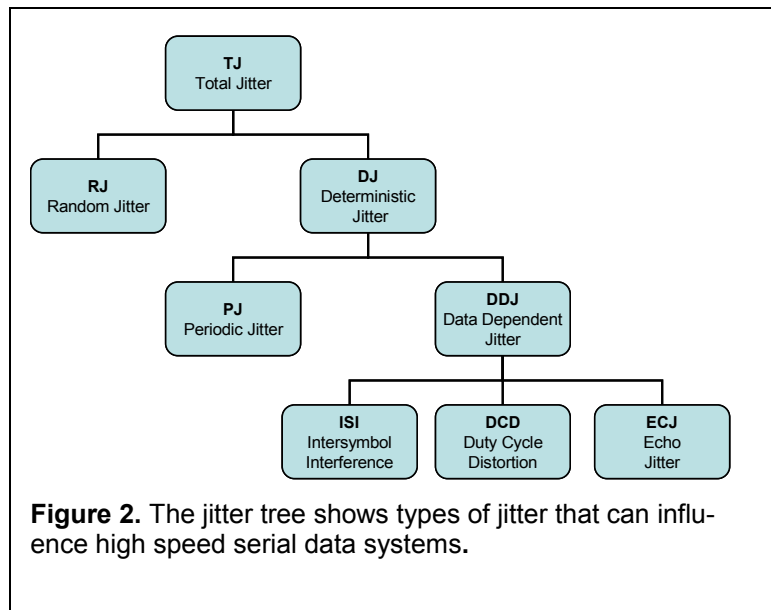 TJ
Total Jitter
RJ
Random Jitter
DJ
Deterministic
Jitter
PJ
Periodic Jitter
DDJ
Data Dependent
Jitter
ISI
Intersymbol
Interference
DCD
Duty Cycle
Distortion
ECJ
Echo
Jitter
Figure 2. The jitter tree shows types of jitter that can influ-
ence high speed serial data systems.